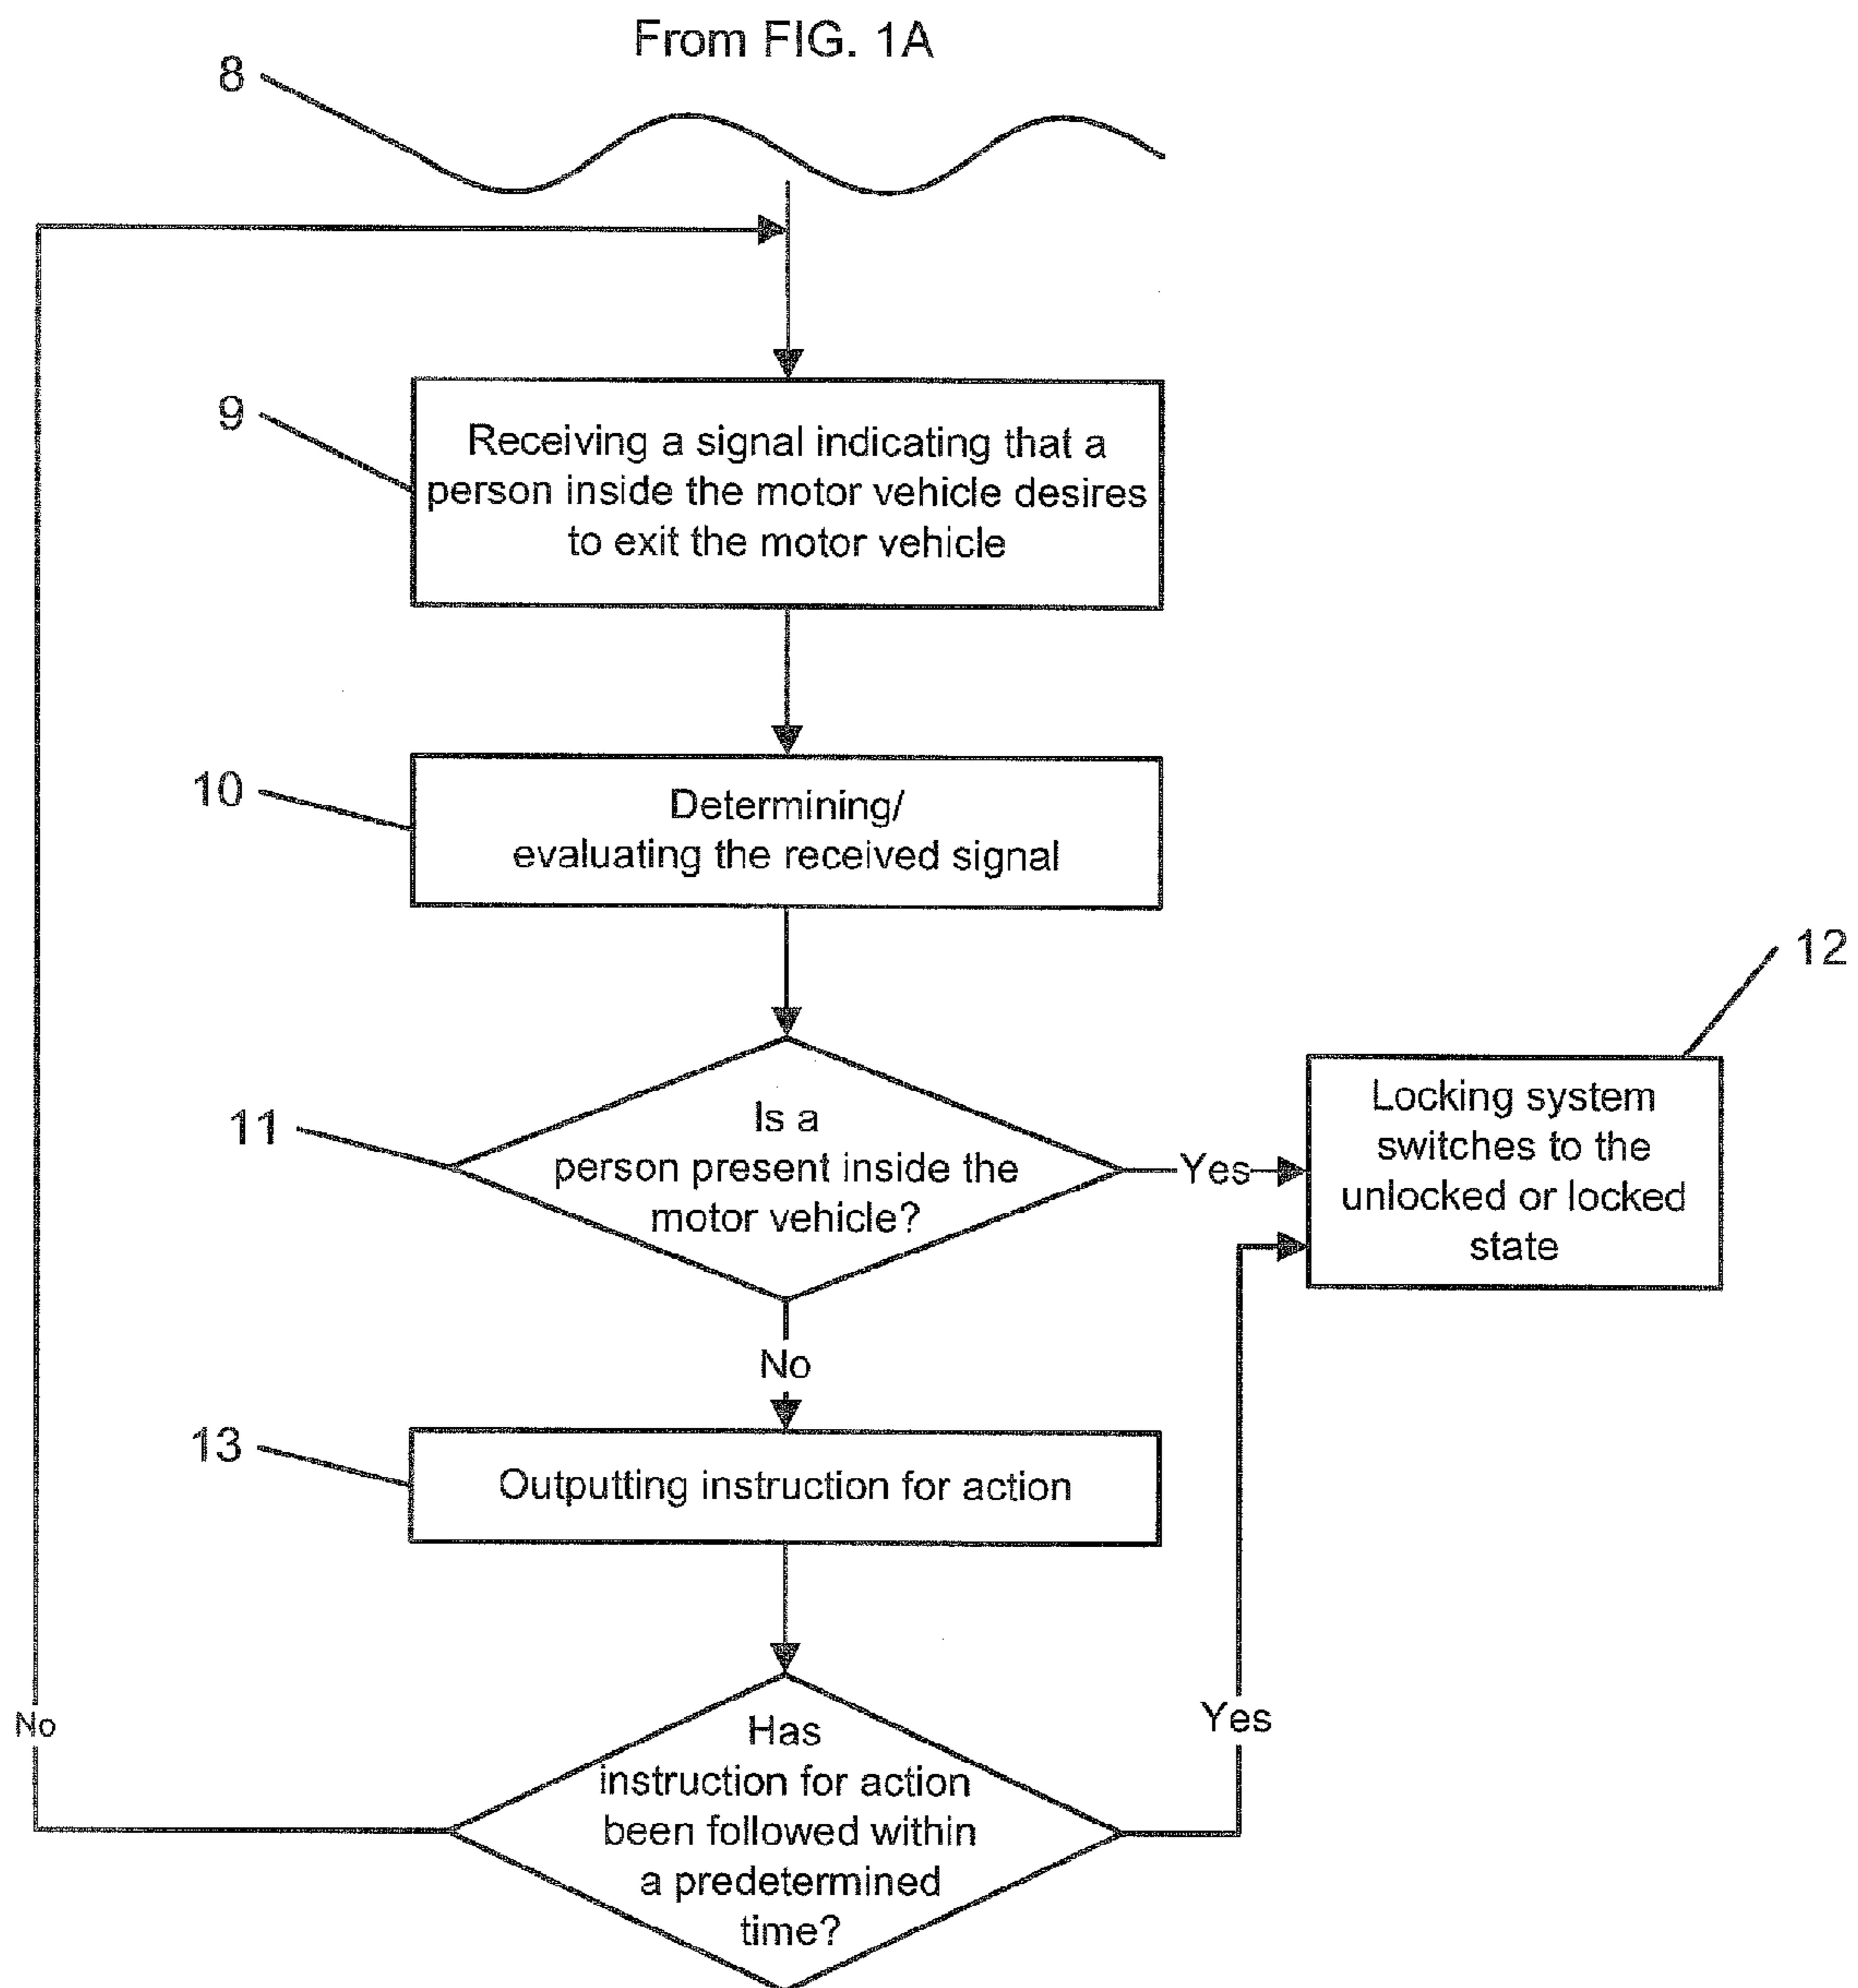 From FIG. 1A
8
9
Receiving a signal indicating that a
person inside the motor vehicle desires
to exit the motor vehicle
10
Determining/
evaluating the received signal
12
11
Is a
person present inside the
motor vehicle?
Yes
Locking system
switches to the
unlocked or locked
state
No
13
Outputting instruction for action
No
Has
instruction for action
been followed within
a predetermined
time?
Yes